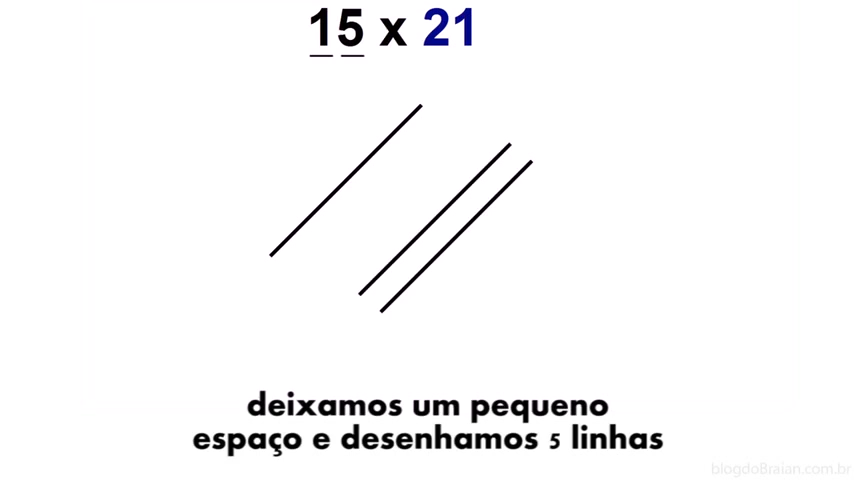 15 x 21
deixamos um pequeno
espaço e desenhamos 5 linhas
blogdoBraian.com.br